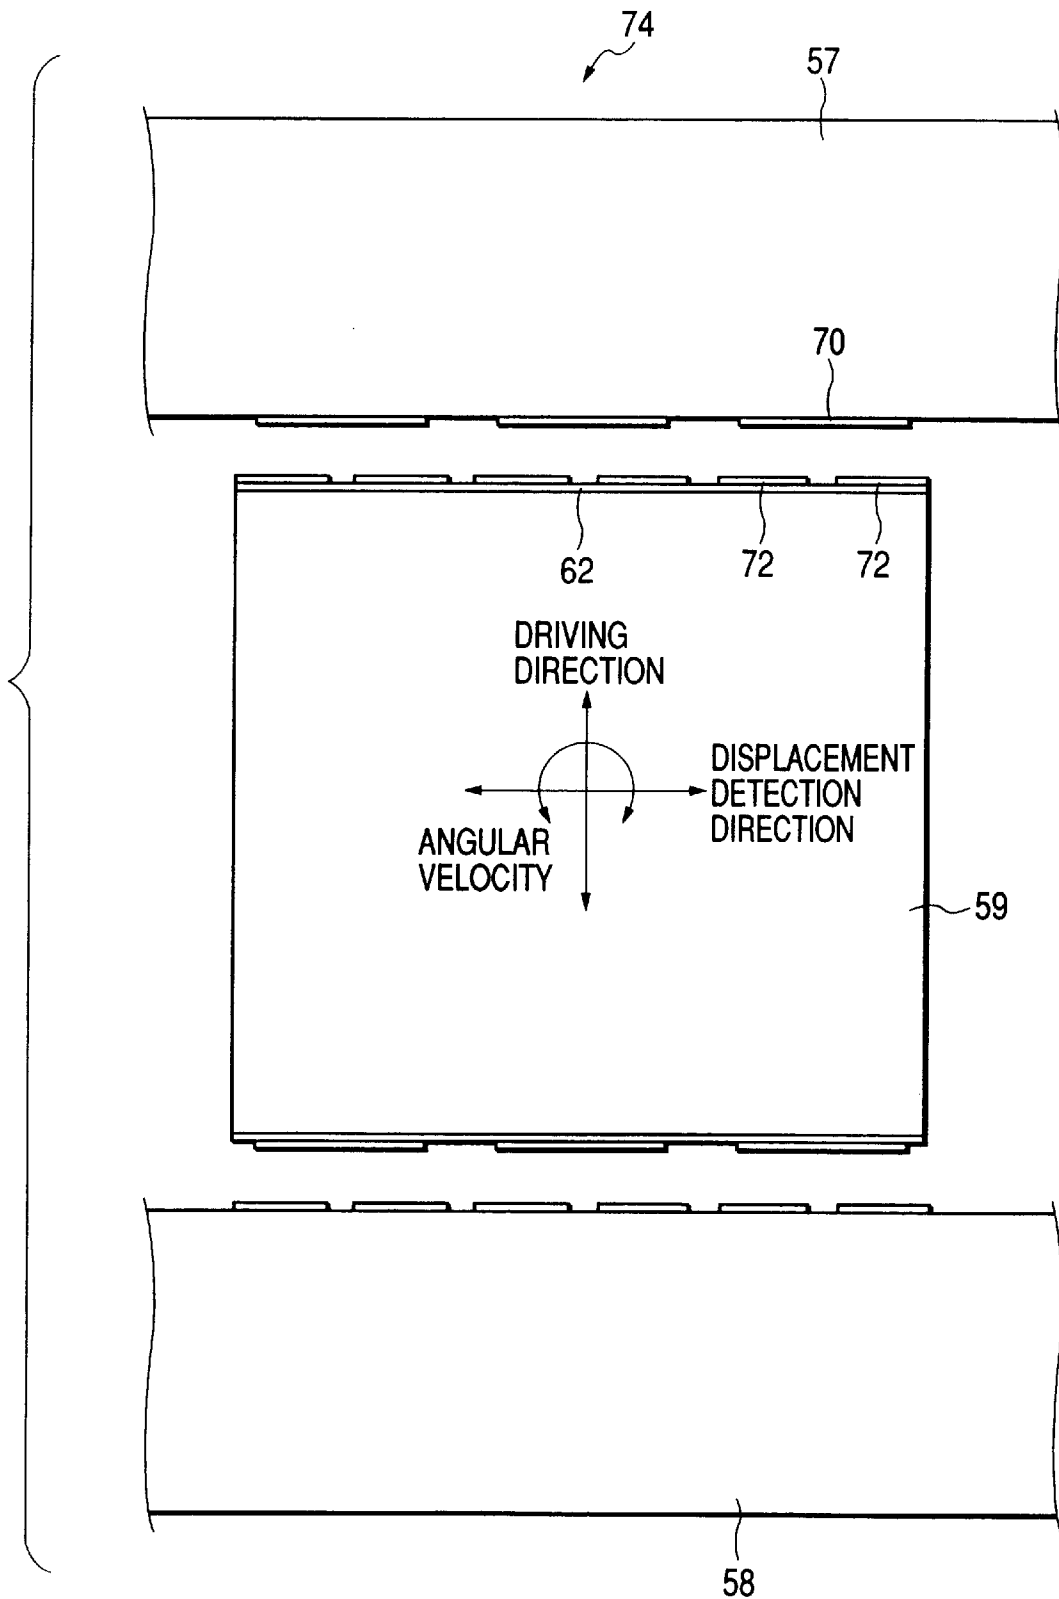 74
57
70
62
72
72
DRIVING
DIRECTION
DISPLACEMENT
DETECTION
DIRECTION
ANGULAR
VELOCITY
59
58